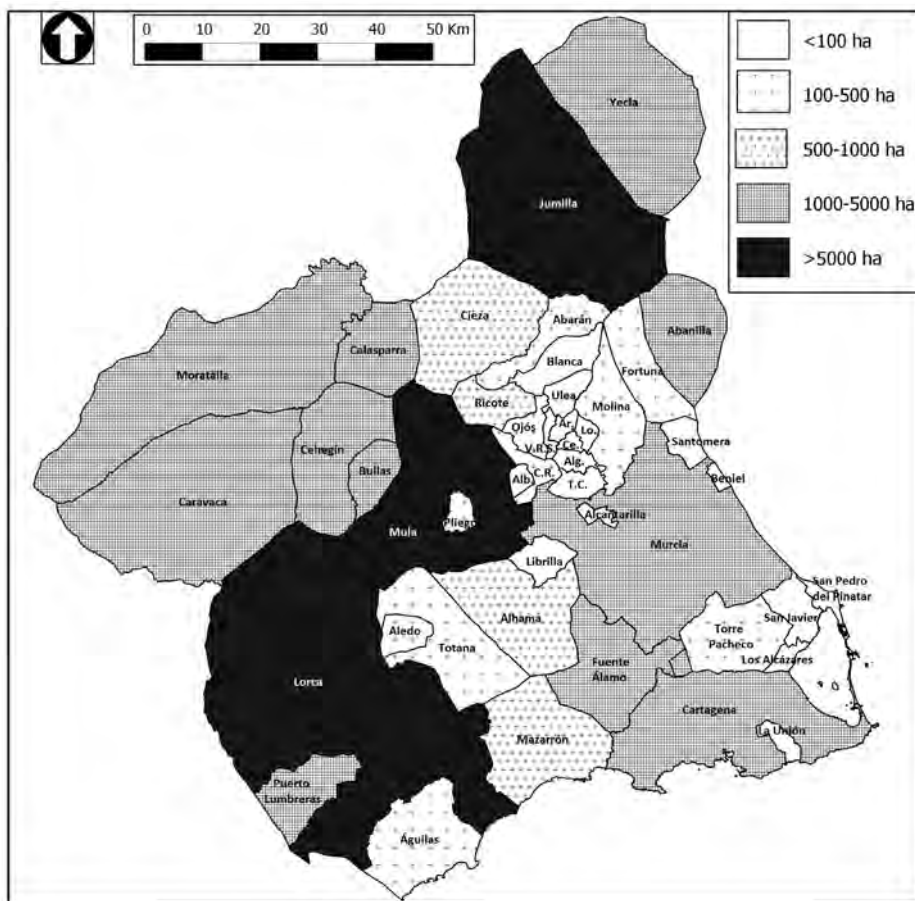 0 10 20 30 40 50 Km
<100 ha
100-500 ha
500-1000 ha
1000-5000 ha
>5000 ha
Yecla
Jumilla
Cieza
Abarán
Abanilla
Calasparra
Blanca
Moratalla
Fortuna
Ricote
Ulea
Molina
Ojós
Ar.
Lo.
Cehegín
V.R.S.
Ce.
Santomera
Bullas
Alg.
Alb.
C.R.
Beniel
T.C.
Caravaca
Pliego
Alcantarilla
Mula
Murcia
Librilla
San Pedro
del Pinatar
Alhama
San Javier
Aledo
Torre
Pacheco
Totana
Los Alcázares
Fuente
Álamo
Lorca
Cartagena
La Unión
Mazarrón
Puerto
Lumbreras
Águilas